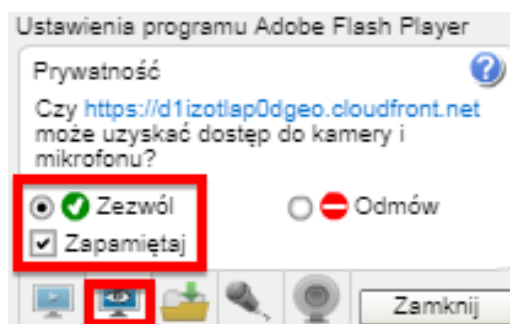 Ustawienia programu Adobe Flash Player
Prywatność
Czy https://d1izotlap0dgeo.cloudfront.net
może uzyskać dostęp do kamery i
mikrofonu?
Zezwól Odmów
Zapamiętaj
Zamknij